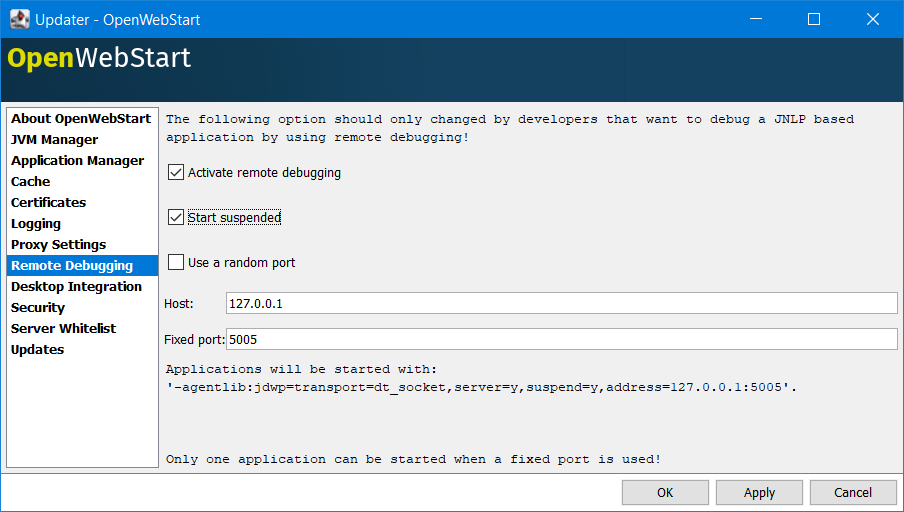 Updater - OpenWebStart
OpenWebStart
About OpenWebStart
JVM Manager
Application Manager
Cache
Certificates
Logging
Proxy Settings
Remote Debugging
Desktop Integration
Security
Server Whitelist
Updates
The following option should only changed by developers that want to debug a JNLP based
application by using remote debugging!
Activate remote debugging
Start suspended
Use a random port
Host: 127.0.0.1
Fixed port: 5005
Applications will be started with:
'-agentlib:jdwp=transport=dt_socket,server=y,suspend=y,address=127.0.0.1:5005'.
Only one application can be started when a fixed port is used!
OK Apply Cancel